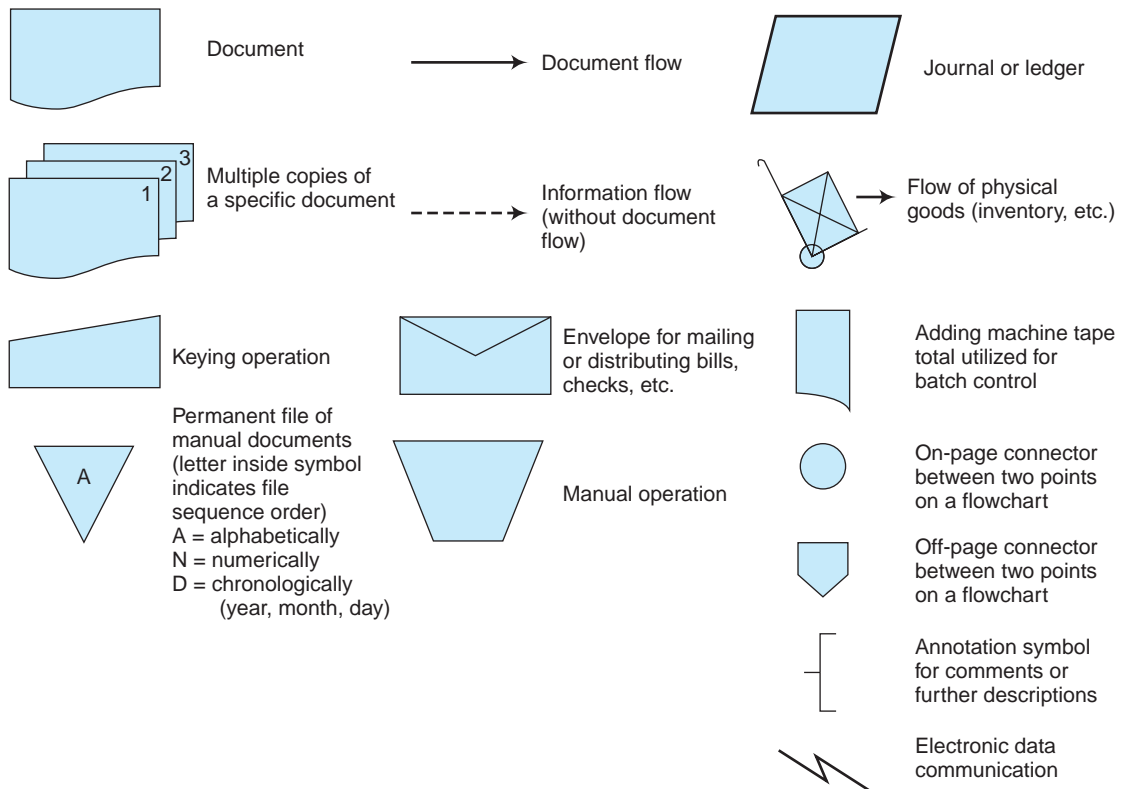 Document
Document flow
Journal or ledger
3
2
1
Multiple copies of
a specific document
Information flow
(without document
flow)
Flow of physical
goods (inventory, etc.)
Keying operation
Envelope for mailing
or distributing bills,
checks, etc.
Adding machine tape
total utilized for
batch control
A
Permanent file of
manual documents
(letter inside symbol
indicates file
sequence order)
A = alphabetically
N = numerically
D = chronologically
(year, month, day)
Manual operation
On-page connector
between two points
on a flowchart
Off-page connector
between two points
on a flowchart
Annotation symbol
for comments or
further descriptions
Electronic data
communication